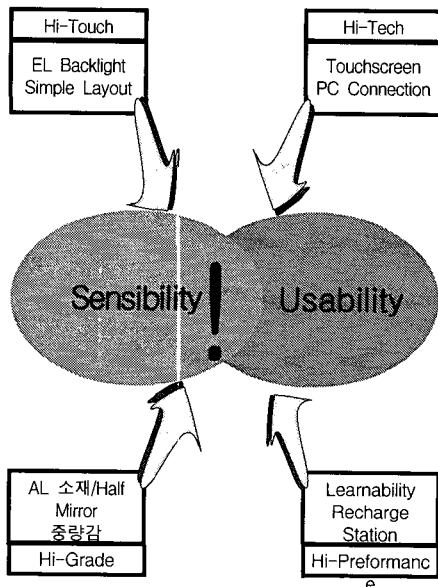 Hi-Touch
EL Backlight
Simple Layout
Hi-Tech
Touchscreen
PC Connection
Sensibility ! Usability
AL 소재/Half
Mirror
중량감
Hi-Grade
Learnability
Recharge
Station
Hi-Preformanc
e